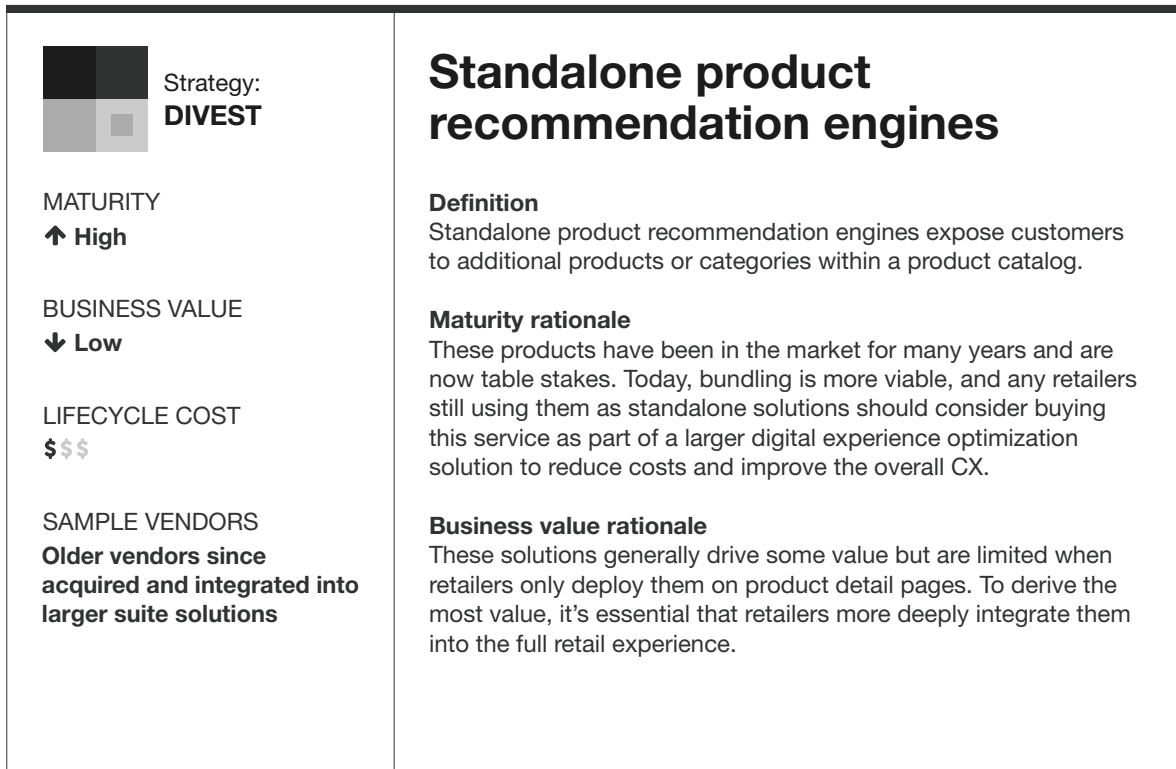 Strategy:
DIVEST
MATURITY
↑ High
BUSINESS VALUE
↓ Low
LIFECYCLE COST
$$$
SAMPLE VENDORS
Older vendors since
acquired and integrated into
larger suite solutions
Standalone product
recommendation engines
Definition
Standalone product recommendation engines expose customers
to additional products or categories within a product catalog.
Maturity rationale
These products have been in the market for many years and are
now table stakes. Today, bundling is more viable, and any retailers
still using them as standalone solutions should consider buying
this service as part of a larger digital experience optimization
solution to reduce costs and improve the overall CX.
Business value rationale
These solutions generally drive some value but are limited when
retailers only deploy them on product detail pages. To derive the
most value, it’s essential that retailers more deeply integrate them
into the full retail experience.